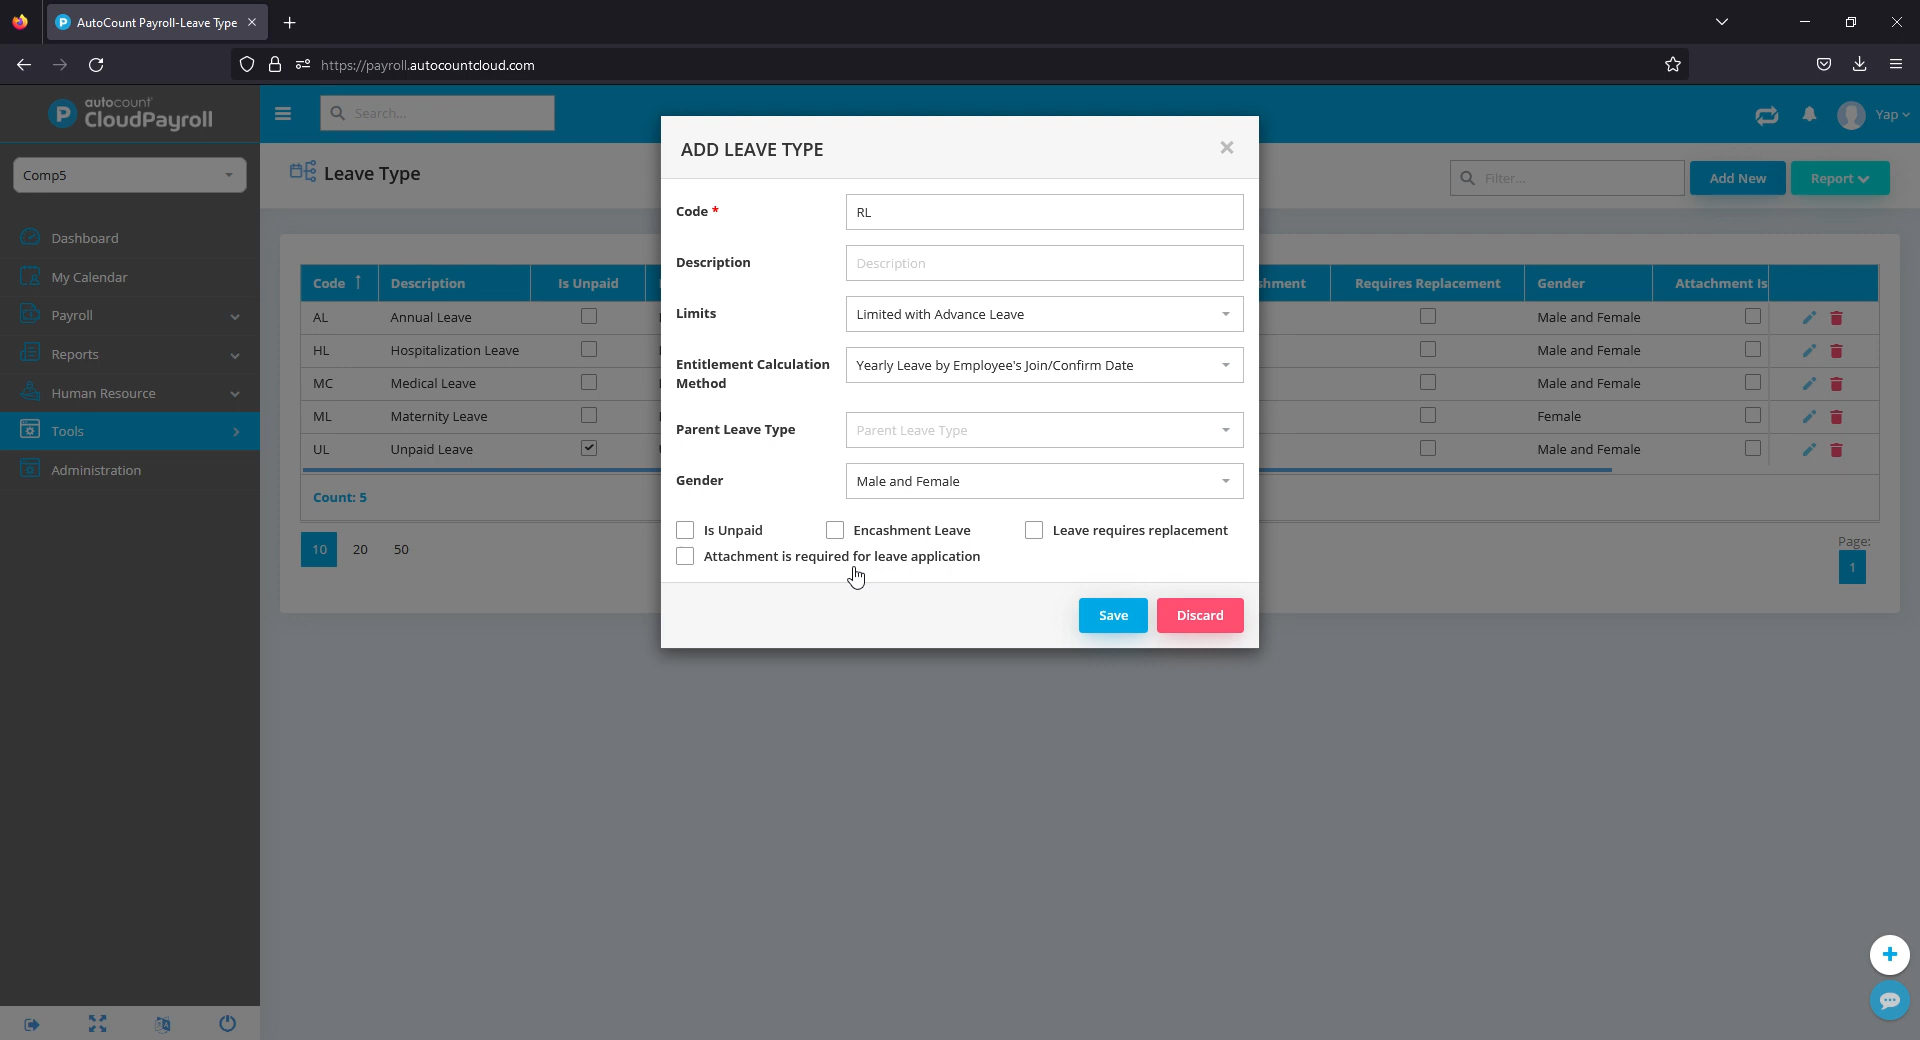 AutoCount Payroll-Leave Type
https://payroll.autocountcloud.com
autocount
CloudPayroll
Search...
Yap
Comp5
Leave Type
Filter...
Add New
Report
Dashboard
My Calendar
Payroll
Reports
Human Resource
Tools
Administration
Code Description Is Unpaid shment Requires Replacement Gender Attachment Is
AL Annual Leave Male and Female
HL Hospitalization Leave Male and Female
MC Medical Leave Male and Female
ML Maternity Leave Female
UL Unpaid Leave Male and Female
Count: 5
10 20 50
Page:
1
ADD LEAVE TYPE
Code * RL
Description Description
Limits Limited with Advance Leave
Entitlement Calculation Yearly Leave by Employee's Join/Confirm Date
Method
Parent Leave Type Parent Leave Type
Gender Male and Female
Is Unpaid Encashment Leave Leave requires replacement
Attachment is required for leave application
Save Discard